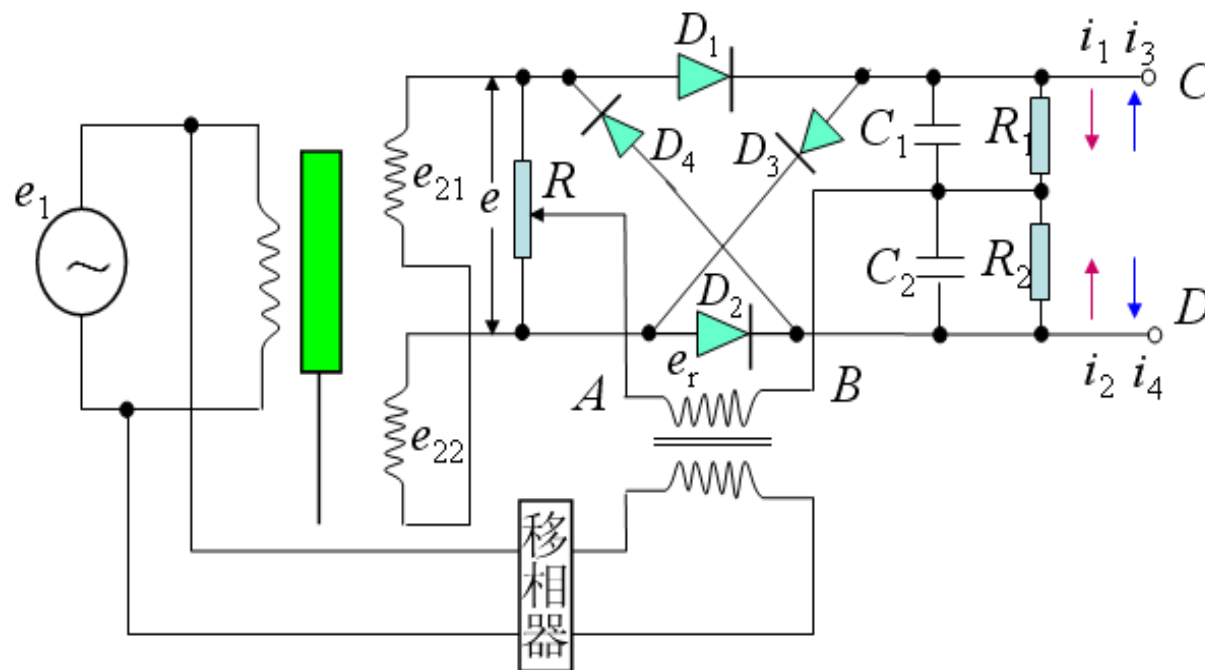 D₁
i₁ i₃
C
e₁
e₂₁
e
R
D₄
D₃
C₁
R₁
C₂
R₂
D₂
D
eᵣ
A
B
i₂ i₄
e₂₂
移相器